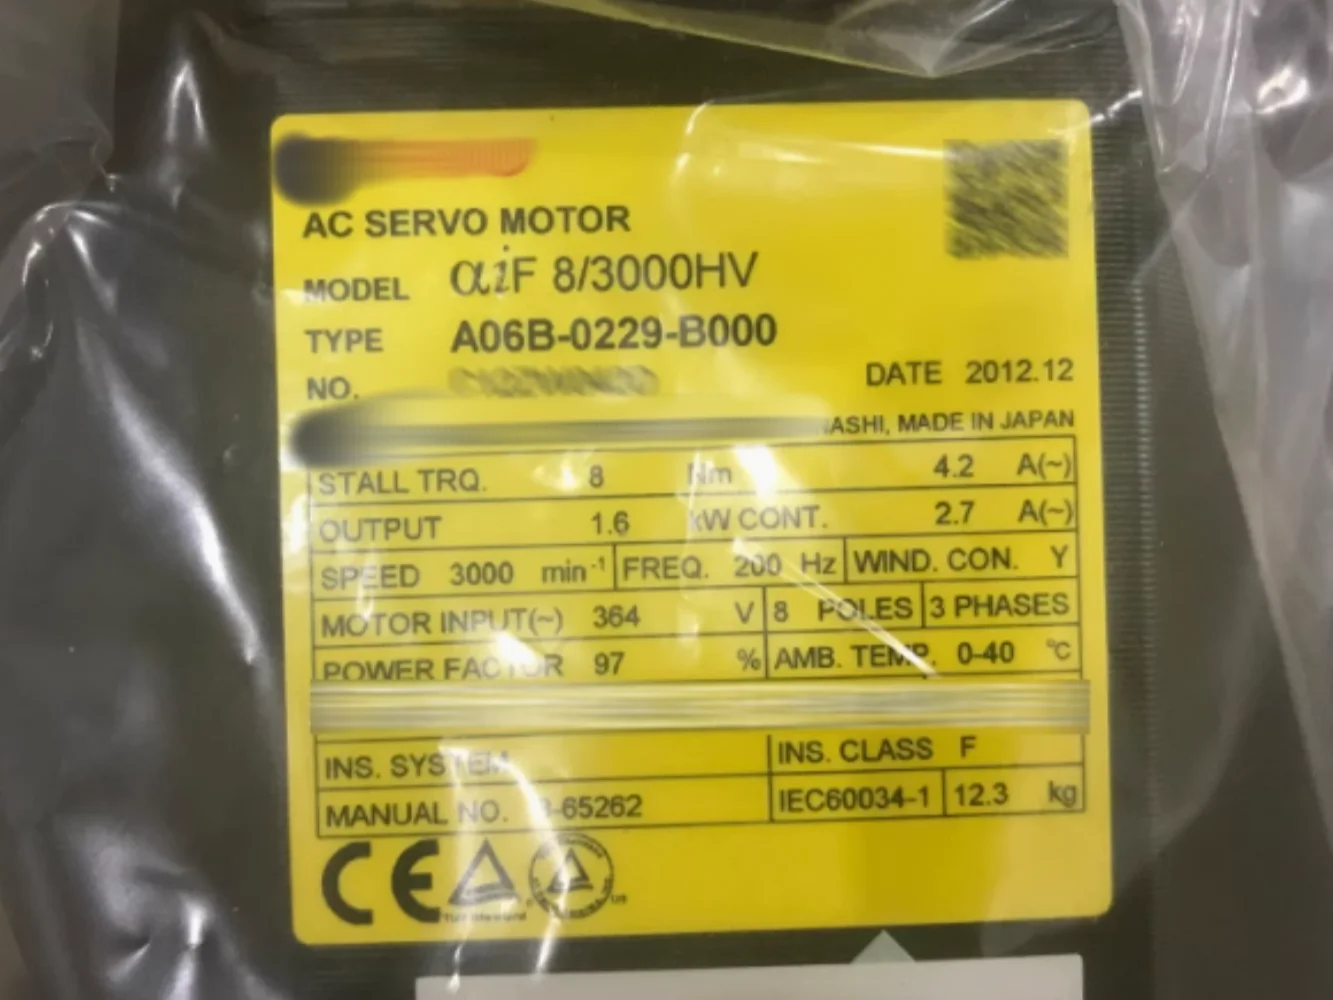 AC SERVO MOTOR
MODEL αiF 8/3000HV
TYPE A06B-0229-B000
NO.
DATE 2012.12
MADE IN JAPAN
STALL TRQ. 8 Nm 4.2 A(~)
OUTPUT 1.6 kW CONT. 2.7 A(~)
SPEED 3000 min-1 FREQ. 200 Hz WIND. CON. Y
MOTOR INPUT(~) 364 V 8 POLES 3 PHASES
POWER FACTOR 97 % AMB. TEMP. 0-40 ℃
INS. SYSTEM INS. CLASS F
MANUAL NO. -65262 IEC60034-1 12.3 kg
CE
US